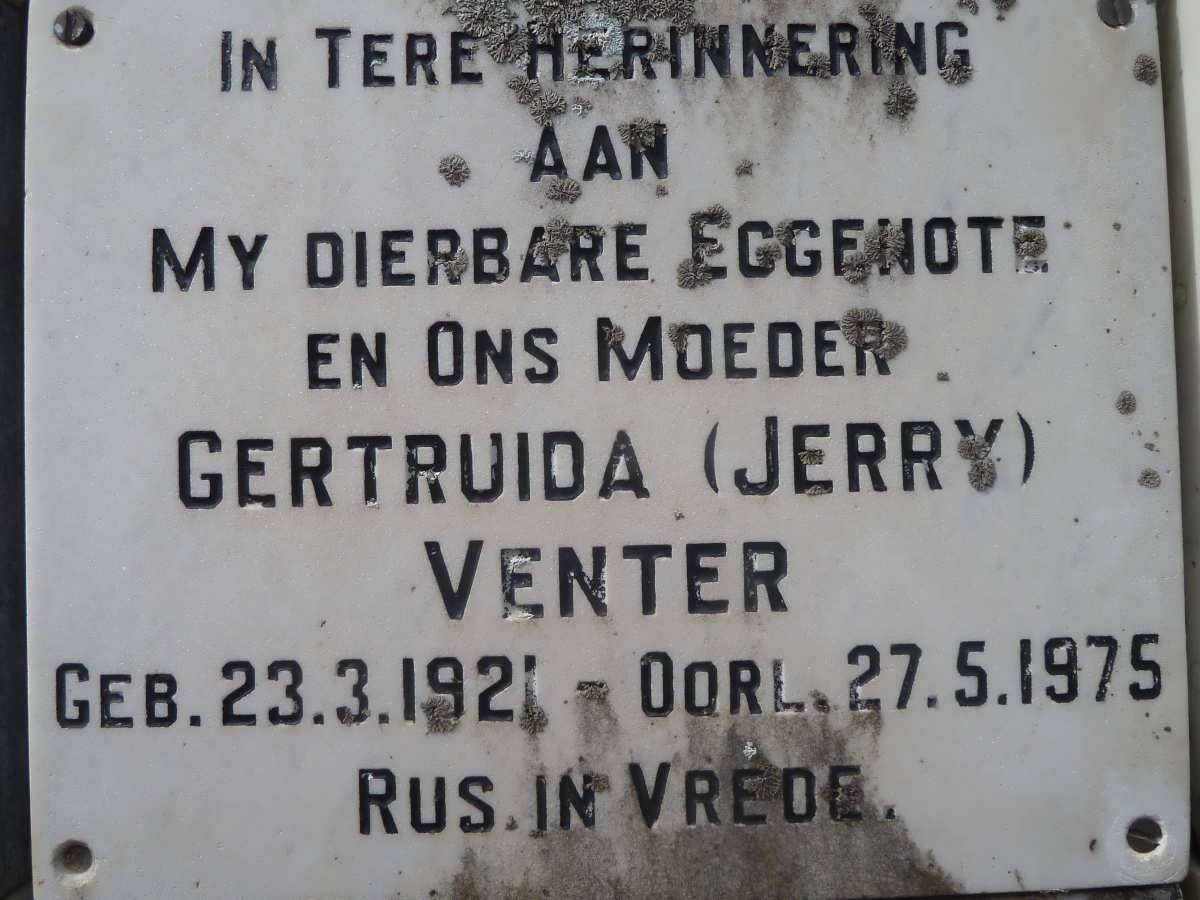 In Tere Herinnering
aan
My dierbare Eggenote
en Ons Moeder
Gertruida (Jerry)
Venter
Geb. 23.3.1921 - Oorl. 27.5.1975
Rus in Vrede.